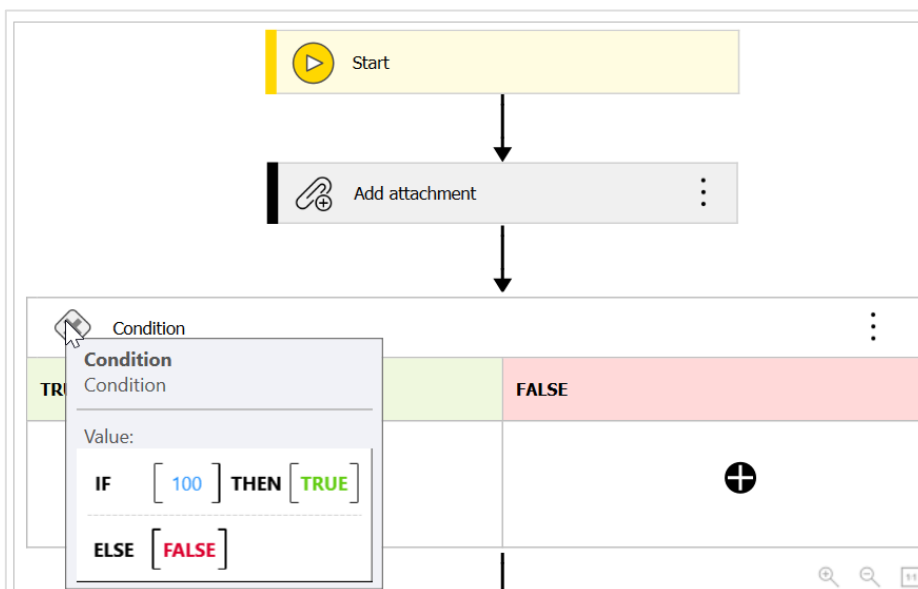 Start
Add attachment
Condition
Condition
Condition
FALSE
Value:
IF [ 100 ] THEN [TRUE]
ELSE [FALSE]